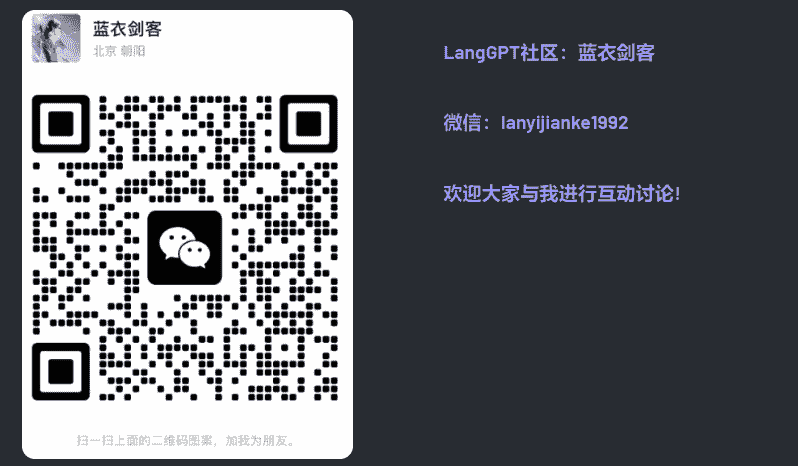 蓝衣剑客
北京 朝阳
扫一扫上面的二维码图案，加我为朋友。
LangGPT社区：蓝衣剑客
微信：lanyijianke1992
欢迎大家与我进行互动讨论!